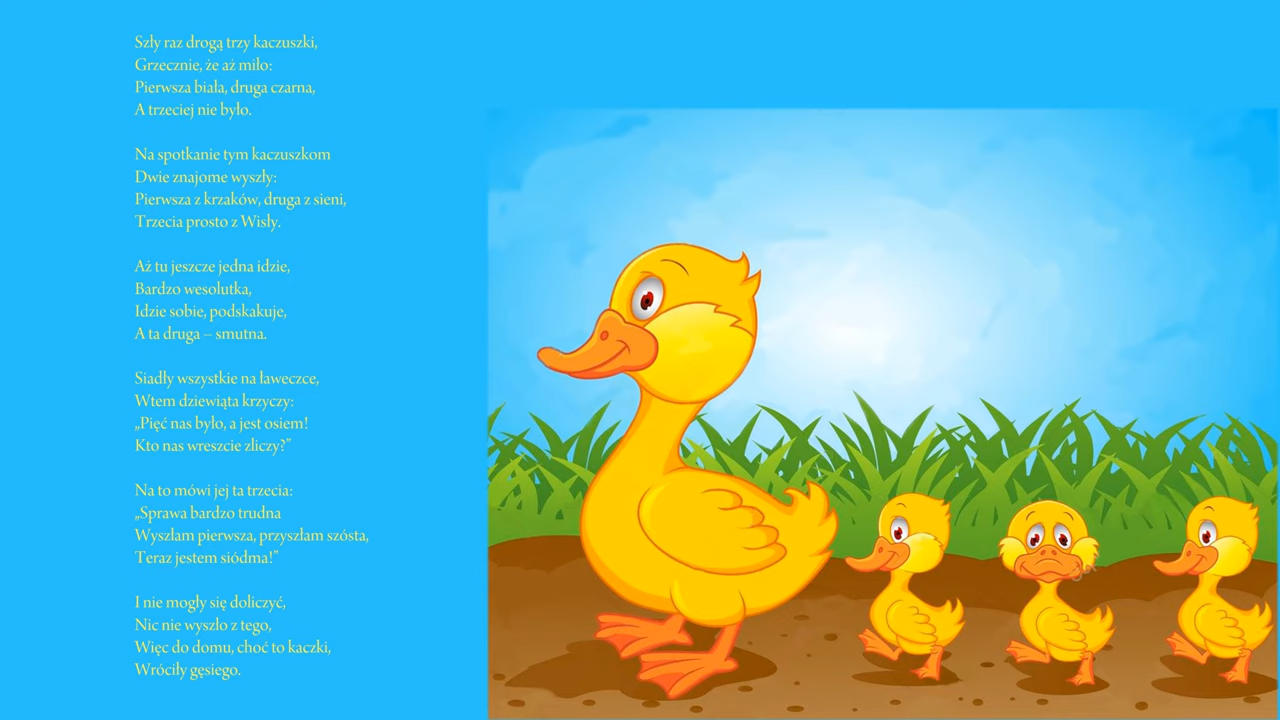 Szły raz drogą trzy kaczuszki,
Grzecznie, że aż miło:
Pierwsza biała, druga czarna,
A trzeciej nie było.
Na spotkanie tym kaczuszkom
Dwie znajome wyszły:
Pierwsza z krzaków, druga z sieni,
Trzecia prosto z Wisły.
Aż tu jeszcze jedna idzie,
Bardzo wesolutka,
Idzie sobie, podskakuje,
A ta druga – smutna.
Siadły wszystkie na ławeczce,
Wtem dziewiąta krzyczy:
„Pięć nas było, a jest osiem!
Kto nas wreszcie zliczy?”
Na to mówi jej ta trzecia:
„Sprawa bardzo trudna
Wyszłam pierwsza, przyszłam szósta,
Teraz jestem siódma!”
I nie mogły się doliczyć,
Nic nie wyszło z tego,
Więc do domu, choć to kaczki,
Wróciły gęsiego.